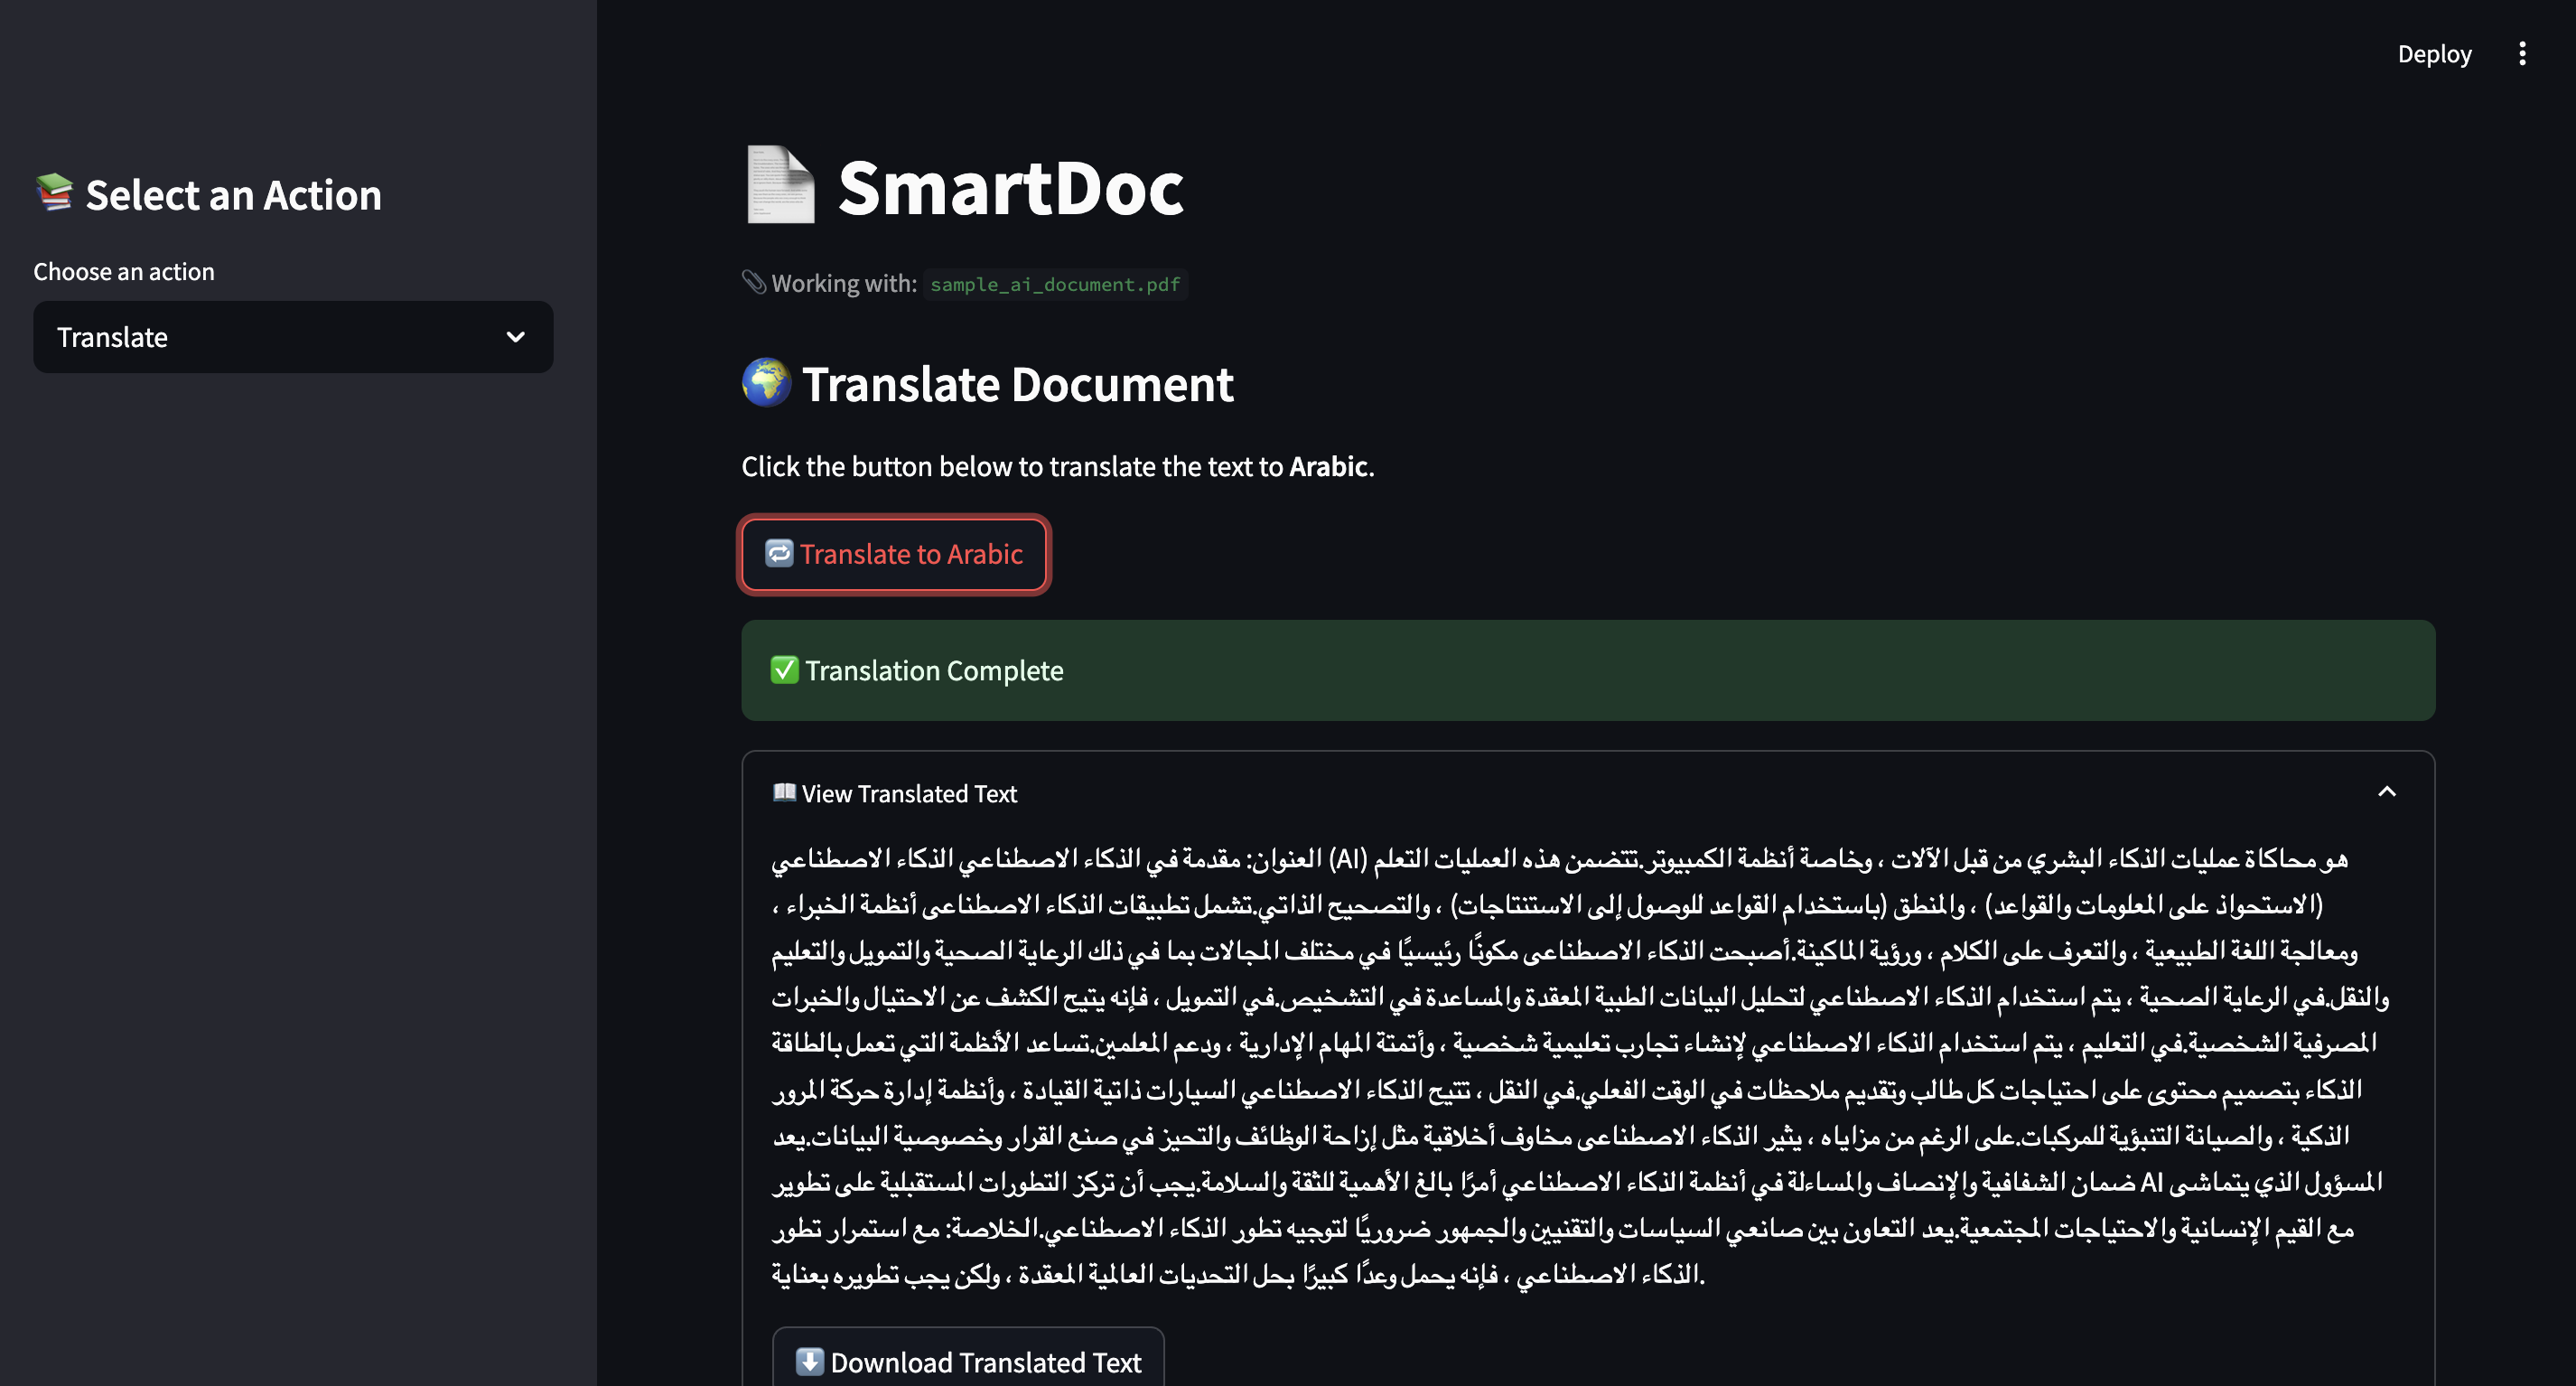 Deploy
📚 Select an Action
Choose an action
Translate
📄 SmartDoc
📎 Working with: sample_ai_document.pdf
🌍 Translate Document
Click the button below to translate the text to Arabic.
🔁 Translate to Arabic
✅ Translation Complete
📖 View Translated Text
العنوان: مقدمة في الذكاء الاصطناعي الذكاء الاصطناعي (AI) هو محاكاة عمليات الذكاء البشري من قبل الآلات ، وخاصة أنظمة الكمبيوتر.تتضمن هذه العمليات التعلم
(الاستحواذ على المعلومات والقواعد) ، والمنطق (باستخدام القواعد للوصول إلى الاستنتاجات) ، والتصحيح الذاتي.تشمل تطبيقات الذكاء الاصطناعى أنظمة الخبراء ،
ومعالجة اللغة الطبيعية ، والتعرف على الكلام ، ورؤية الماكينة.أصبحت الذكاء الاصطناعى مكونًا رئيسيًا في مختلف المجالات بما في ذلك الرعاية الصحية والتمويل والتعليم
والنقل.في الرعاية الصحية ، يتم استخدام الذكاء الاصطناعي لتحليل البيانات الطبية المعقدة والمساعدة في التشخيص.في التمويل ، فإنه يتيح الكشف عن الاحتيال والخبرات
المصرفية الشخصية.في التعليم ، يتم استخدام الذكاء الاصطناعي لإنشاء تجارب تعليمية شخصية ، وأتمتة المهام الإدارية ، ودعم المعلمين.تساعد الأنظمة التي تعمل بالطاقة
الذكاء بتصميم محتوى على احتياجات كل طالب وتقديم ملاحظات في الوقت الفعلي.في النقل ، تتيح الذكاء الاصطناعي السيارات ذاتية القيادة ، وأنظمة إدارة حركة المرور
الذكية ، والصيانة التنبؤية للمركبات.على الرغم من مزاياه ، يثير الذكاء الاصطناعى مخاوف أخلاقية مثل إزاحة الوظائف والتحيز في صنع القرار وخصوصية البيانات.يعد
ضمان الشفافية والإنصاف والمساءلة في أنظمة الذكاء الاصطناعي أمرًا بالغ الأهمية للثقة والسلامة.يجب أن تركز التطورات المستقبلية على تطوير AI المسؤول الذي يتماشى
مع القيم الإنسانية والاحتياجات المجتمعية.يعد التعاون بين صانعي السياسات والتقنيين والجمهور ضروريًا لتوجيه تطور الذكاء الاصطناعي.الخلاصة: مع استمرار تطور
الذكاء الاصطناعي ، فإنه يحمل وعدًا كبيرًا بحل التحديات العالمية المعقدة ، ولكن يجب تطويره بعناية.
⬇️ Download Translated Text